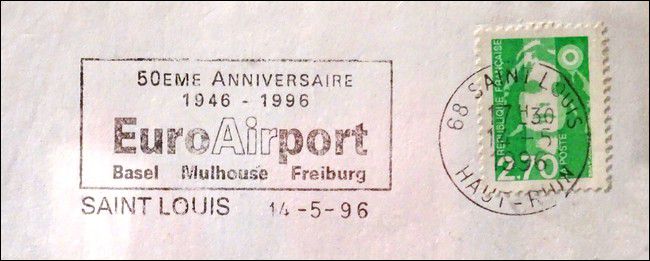 50EME ANNIVERSAIRE
1946 - 1996
EuroAirport
Basel Mulhouse Freiburg
SAINT LOUIS 14-5-96
68 SAINT LOUIS
HAUT-RHIN
REPUBLIQUE FRANÇAISE
2,70
POSTE